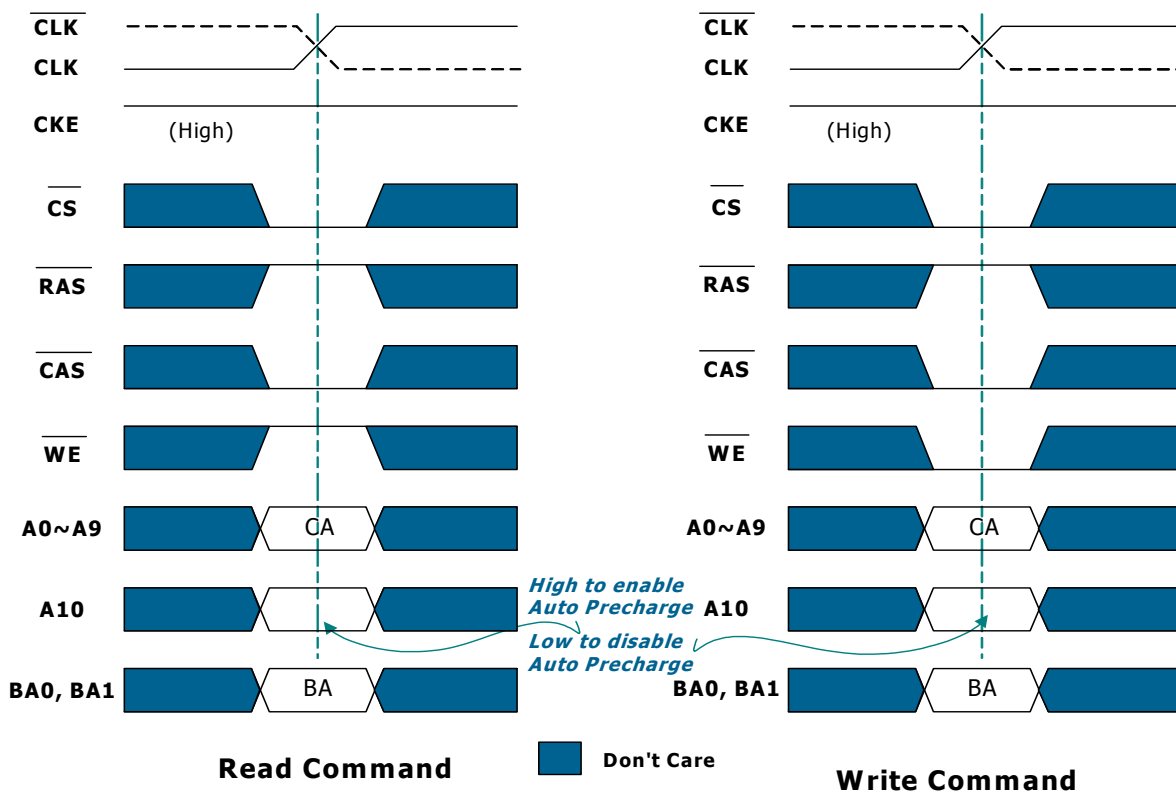 CLK
CLK
CKE
(High)
CS
RAS
CAS
WE
A0~A9
CA
A10
BA0, BA1
BA
Read Command
High to enable
Auto Precharge
Low to disable
Auto Precharge
Don't Care
CLK
CLK
CKE
(High)
CS
RAS
CAS
WE
A0~A9
CA
A10
BA0, BA1
BA
Write Command